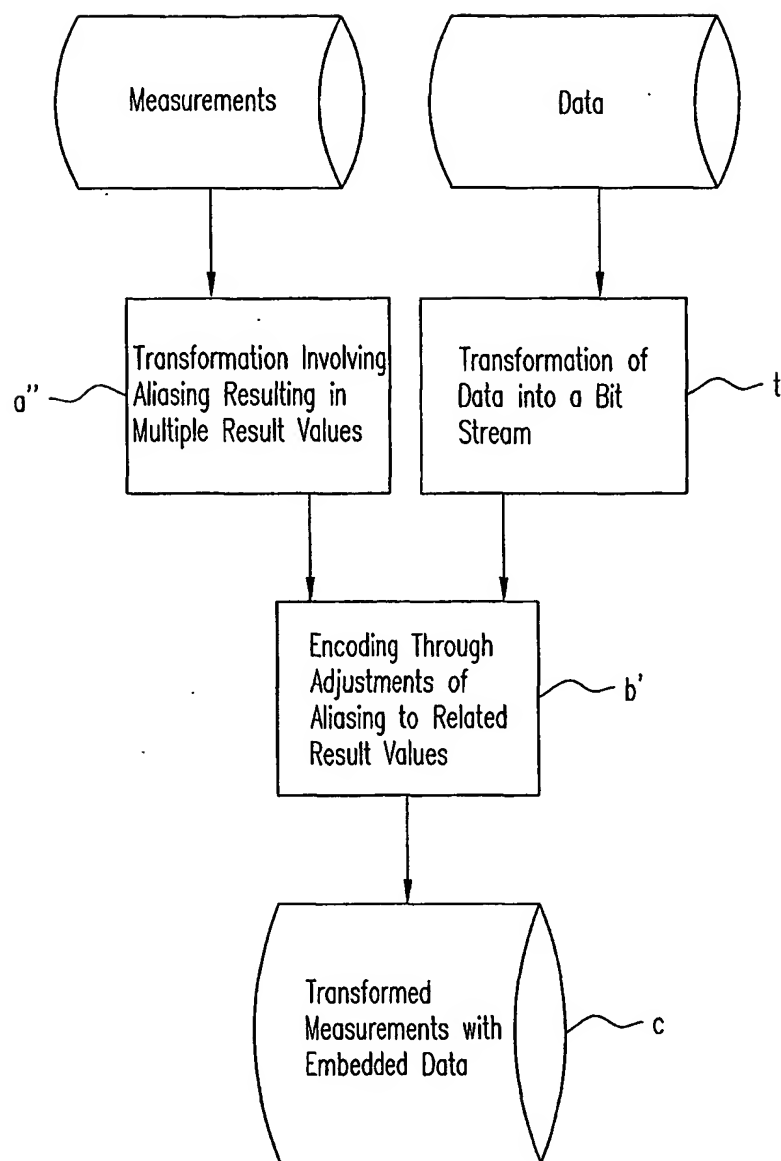 Measurements
Data
Transformation Involving
Aliasing Resulting in
Multiple Result Values
a"
Transformation of
Data into a Bit
Stream
t
Encoding Through
Adjustments of
Aliasing to Related
Result Values
b'
Transformed
Measurements with
Embedded Data
c